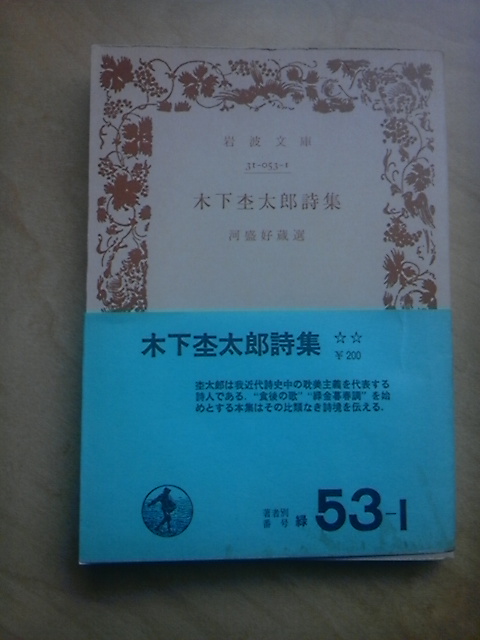 岩波文庫
31-053-1
木下杢太郎詩集
河盛好蔵選
木下杢太郎詩集 ☆☆
￥200
杢太郎は我近代詩史中の耽美主義を代表する
詩人である．“食後の歌”“緑金暮春調”を始
めとする本集はその比類なき詩境を伝える．
著者別
番号 緑 53-1